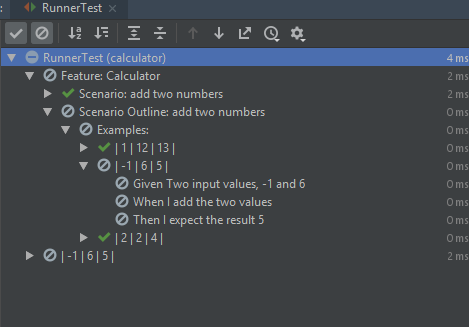 RunnerTest
RunnerTest (calculator) 4 ms
Feature: Calculator 2 ms
Scenario: add two numbers 2 ms
Scenario Outline: add two numbers 0 ms
Examples: 0 ms
| 1 | 12 | 13 | 0 ms
| -1 | 6 | 5 | 0 ms
Given Two input values, -1 and 6 0 ms
When I add the two values 0 ms
Then I expect the result 5 0 ms
| 2 | 2 | 4 | 0 ms
| -1 | 6 | 5 | 2 ms